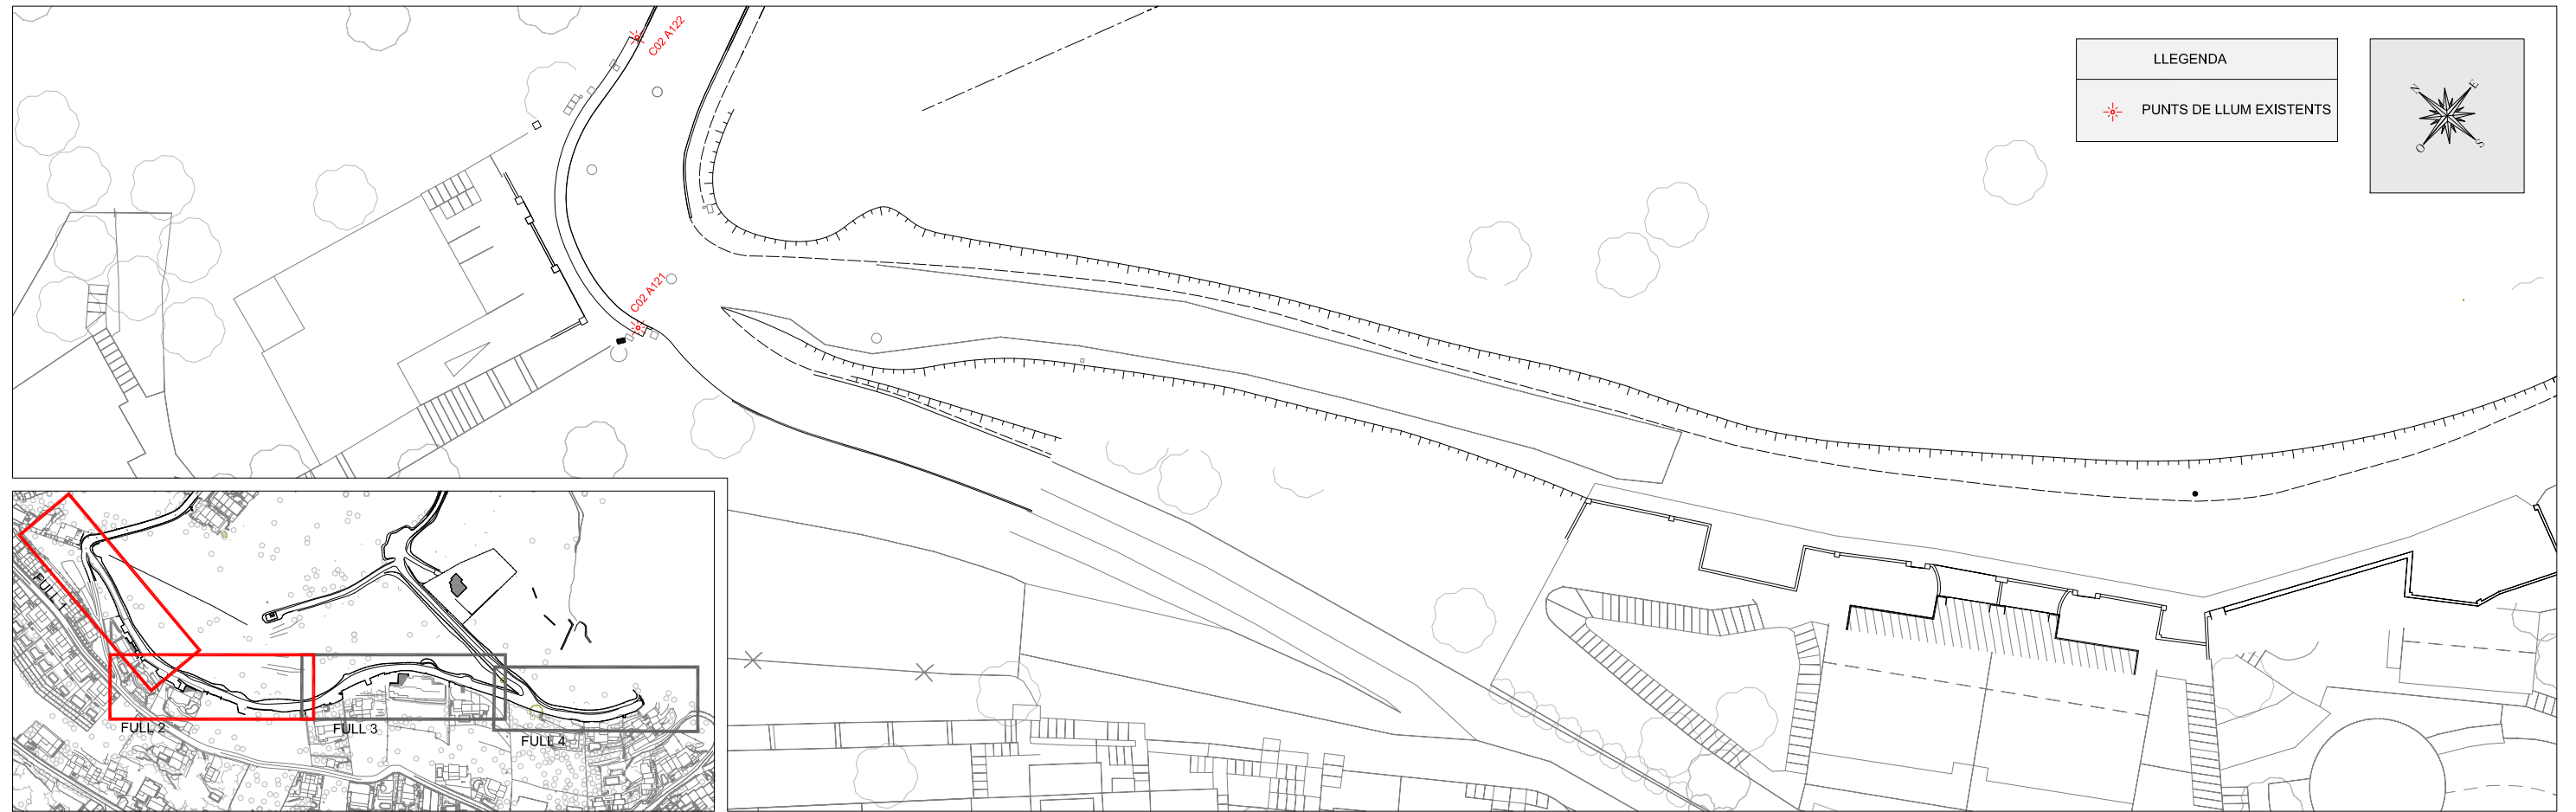 C02 A122
LLEGENDA
PUNTS DE LLUM EXISTENTS
N
E
O
S
C02 A121
FULL 1
FULL 2
FULL 3
FULL 4